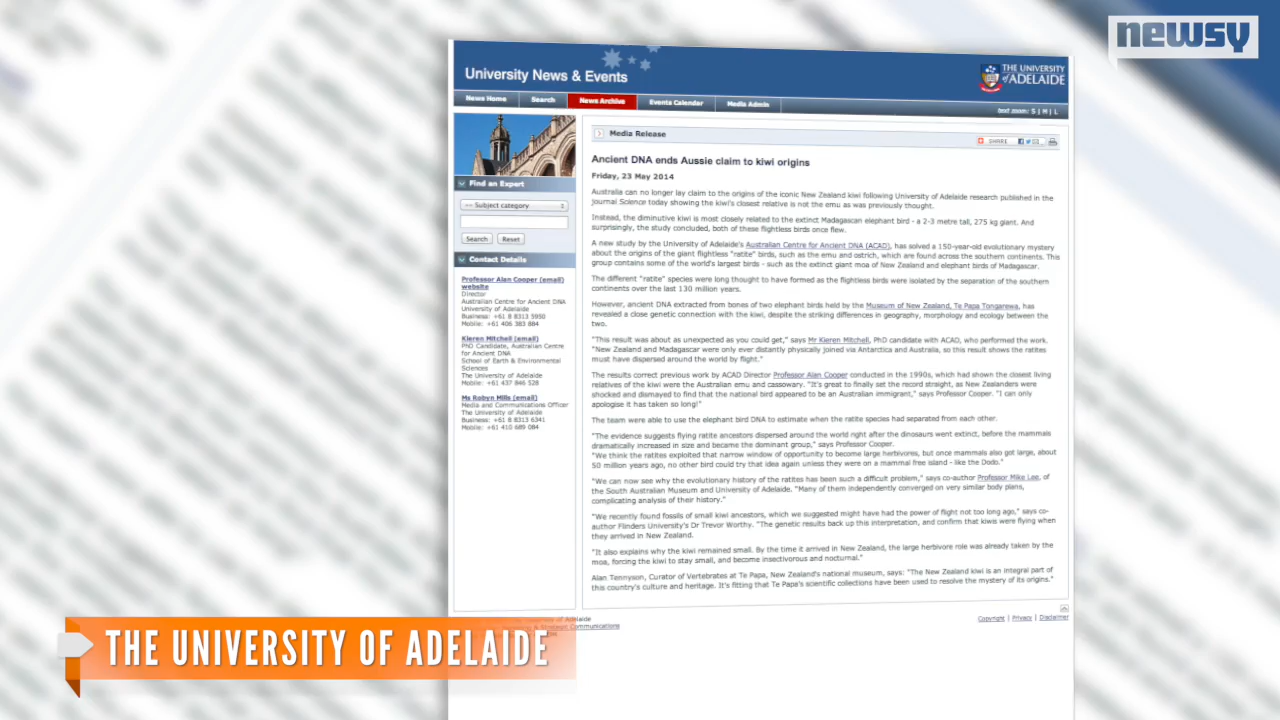 newsy
University News & Events
THE UNIVERSITY
of ADELAIDE
News Home
Search
News Archive
Events Calendar
Media Admin
text zoom: S | M | L
Media Release
SHARE
Ancient DNA ends Aussie claim to kiwi origins
Friday, 23 May 2014
Australia can no longer lay claim to the origins of the iconic New Zealand kiwi following University of Adelaide research published in the
journal Science today showing the kiwi's closest relative is not the emu as was previously thought.
Instead, the diminutive kiwi is most closely related to the extinct Madagascan elephant bird - a 2-3 metre tall, 275 kg giant. And
surprisingly, the study concluded, both of these flightless birds once flew.
A new study by the University of Adelaide's Australian Centre for Ancient DNA (ACAD), has solved a 150-year-old evolutionary mystery
about the origins of the giant flightless "ratite" birds, such as the emu and ostrich, which are found across the southern continents. This
group contains some of the world's largest birds - such as the extinct giant moa of New Zealand and elephant birds of Madagascar.
The different "ratite" species were long thought to have formed as the flightless birds were isolated by the separation of the southern
continents over the last 130 million years.
However, ancient DNA extracted from bones of two elephant birds held by the Museum of New Zealand, Te Papa Tongarewa, has
revealed a close genetic connection with the kiwi, despite the striking differences in geography, morphology and ecology between the
two.
"This result was about as unexpected as you could get," says Mr Kieren Mitchell, PhD candidate with ACAD, who performed the work.
"New Zealand and Madagascar were only ever distantly physically joined via Antarctica and Australia, so this result shows the ratites
must have dispersed around the world by flight."
The results correct previous work by ACAD Director Professor Alan Cooper conducted in the 1990s, which had shown the closest living
relatives of the kiwi were the Australian emu and cassowary. "It's great to finally set the record straight, as New Zealanders were
shocked and dismayed to find that the national bird appeared to be an Australian immigrant," says Professor Cooper. "I can only
apologise it has taken so long!"
The team were able to use the elephant bird DNA to estimate when the ratite species had separated from each other.
"The evidence suggests flying ratite ancestors dispersed around the world right after the dinosaurs went extinct, before the mammals
dramatically increased in size and became the dominant group," says Professor Cooper.
"We think the ratites exploited that narrow window of opportunity to become large herbivores, but once mammals also got large, about
50 million years ago, no other bird could try that idea again unless they were on a mammal free island - like the Dodo."
"We can now see why the evolutionary history of the ratites has been such a difficult problem," says co-author Professor Mike Lee, of
the South Australian Museum and University of Adelaide. "Many of them independently converged on very similar body plans,
complicating analysis of their history."
"We recently found fossils of small kiwi ancestors, which we suggested might have had the power of flight not too long ago," says co-
author Flinders University's Dr Trevor Worthy. "The genetic results back up this interpretation, and confirm that kiwis were flying when
they arrived in New Zealand.
"It also explains why the kiwi remained small. By the time it arrived in New Zealand, the large herbivore role was already taken by the
moa, forcing the kiwi to stay small, and become insectivorous and nocturnal."
Alan Tennyson, Curator of Vertebrates at Te Papa, New Zealand's national museum, says: "The New Zealand kiwi is an integral part of
this country's culture and heritage. It's fitting that Te Papa's scientific collections have been used to resolve the mystery of its origins."
Find an Expert
--- Subject category
Search
Reset
Contact Details
Professor Alan Cooper (email)
website
Director
Australian Centre for Ancient DNA
University of Adelaide
Business: +61 8 8313 5950
Mobile: +61 406 383 884
Kieren Mitchell (email)
PhD Candidate, Australian Centre
for Ancient DNA
School of Earth & Environmental
Sciences
The University of Adelaide
Mobile: +61 437 846 528
Ms Robyn Mills (email)
Media and Communications Officer
The University of Adelaide
Business: +61 8 8313 6341
Mobile: +61 410 689 084
Adelaide
& Strategic Communications
Copyright | Privacy | Disclaimer
THE UNIVERSITY OF ADELAIDE